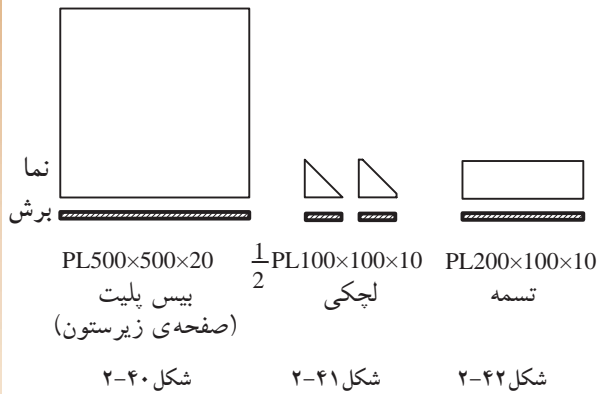 نما
برش
PL500×500×20
بیس پلیت
(صفحه‌ی زیرستون)
شکل ۴۰-۲
1/2 PL100×100×10
لچکی
شکل ۴۱-۲
PL200×100×10
تسمه
شکل ۴۲-۲